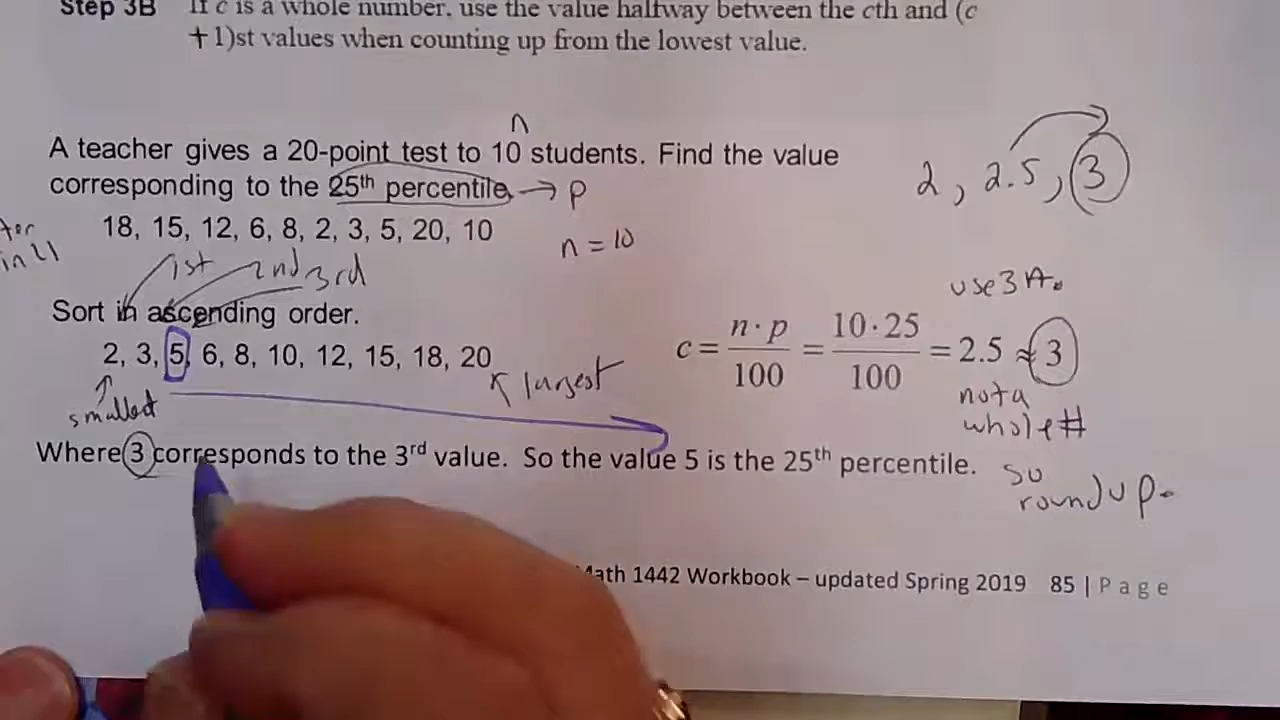 Step 3B If c is a whole number, use the value halfway between the cth and (c
+1)st values when counting up from the lowest value.
n
A teacher gives a 20-point test to 10 students. Find the value
corresponding to the 25th percentile. → p
18, 15, 12, 6, 8, 2, 3, 5, 20, 10
n = 10
2, 2.5, 3
1st 2nd 3rd
Sort in ascending order.
2, 3, 5, 6, 8, 10, 12, 15, 18, 20
smallest
largest
use 3A.
c = n · p / 100 = 10 · 25 / 100 = 2.5 ≈ 3
not a
whole #
so
round up.
Where 3 corresponds to the 3rd value. So the value 5 is the 25th percentile.
Math 1442 Workbook – updated Spring 2019 85 | Page